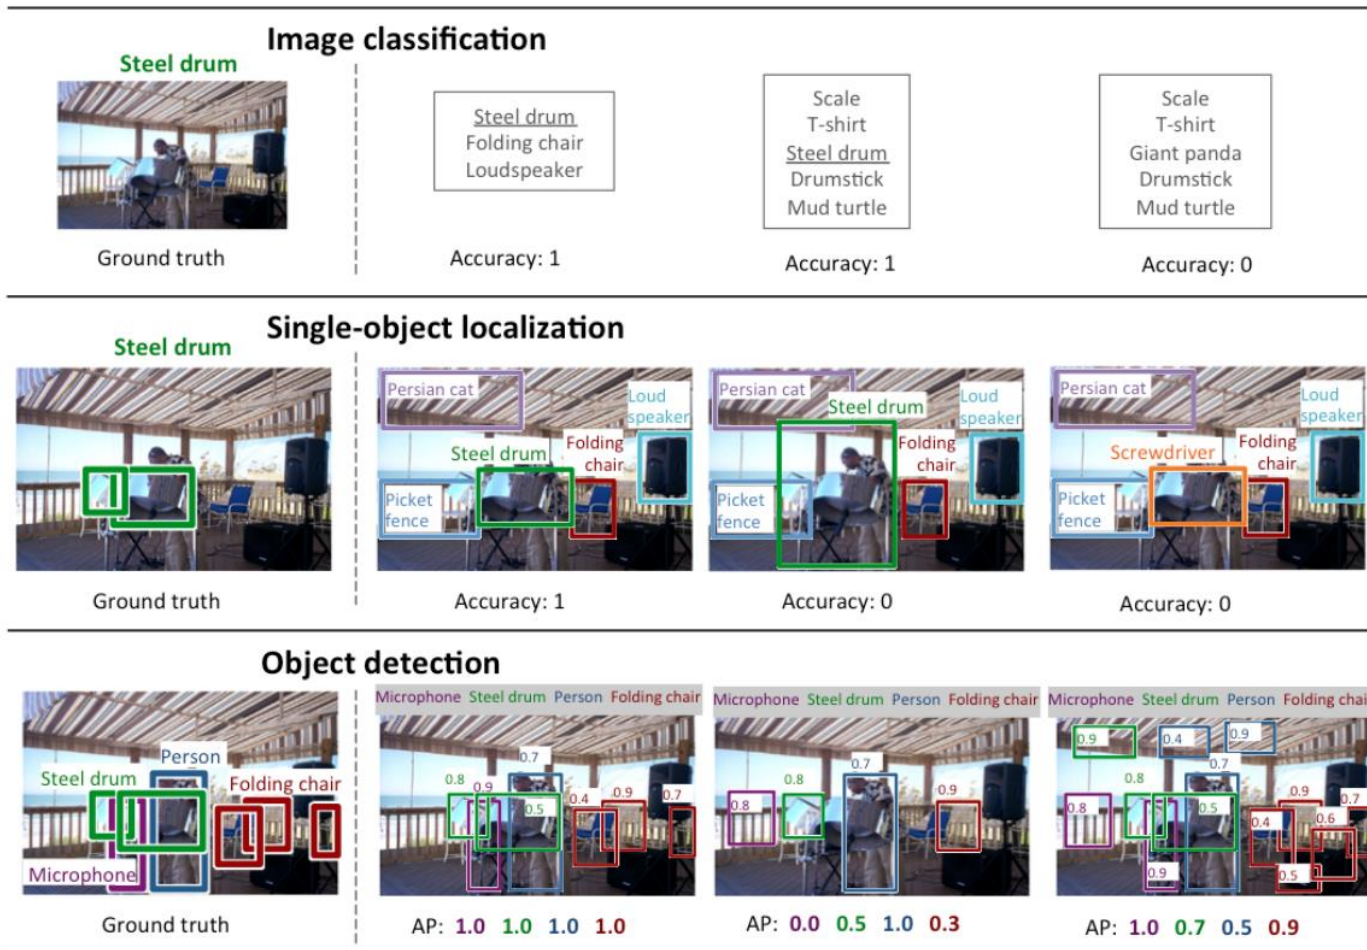 Image classification
Steel drum
Steel drum
Folding chair
Loudspeaker
Scale
T-shirt
Steel drum
Drumstick
Mud turtle
Scale
T-shirt
Giant panda
Drumstick
Mud turtle
Ground truth
Accuracy: 1
Accuracy: 1
Accuracy: 0
Single-object localization
Steel drum
Persian cat
Loud
speaker
Steel drum
Folding
chair
Picket
fence
Persian cat
Loud
speaker
Steel drum
Folding
chair
Picket
fence
Persian cat
Loud
speaker
Screwdriver
Folding
chair
Picket
fence
Ground truth
Accuracy: 1
Accuracy: 0
Accuracy: 0
Object detection
Person
Steel drum
Folding chair
Microphone
Microphone Steel drum Person Folding chair
0.7
0.8
0.9
0.5
0.4
0.9
0.7
Microphone Steel drum Person Folding chair
0.7
0.8
0.8
0.9
Microphone Steel drum Person Folding chai
0.9
0.4
0.9
0.7
0.8
0.8
0.5
0.9
0.7
0.4
0.6
0.9
0.5
Ground truth
AP: 1.0 1.0 1.0 1.0
AP: 0.0 0.5 1.0 0.3
AP: 1.0 0.7 0.5 0.9